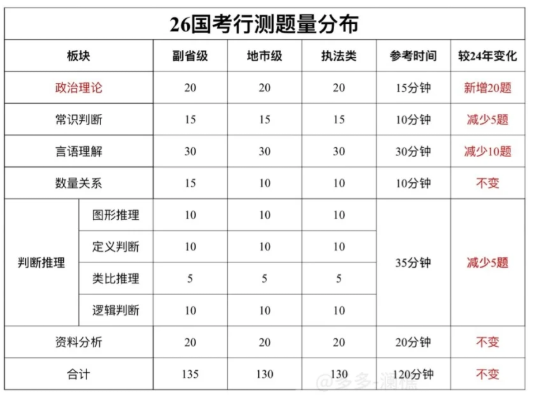 26国考行测题量分布
板块 副省级 地市级 执法类 参考时间 较24年变化
政治理论 20 20 20 15分钟 新增20题
常识判断 15 15 15 10分钟 减少5题
言语理解 30 30 30 30分钟 减少10题
数量关系 15 10 10 10分钟 不变
判断推理 图形推理 10 10 10 35分钟 减少5题
定义判断 10 10 10
类比推理 5 5 5
逻辑判断 10 10 10
资料分析 20 20 20 20分钟 不变
合计 135 130 130 120分钟 不变